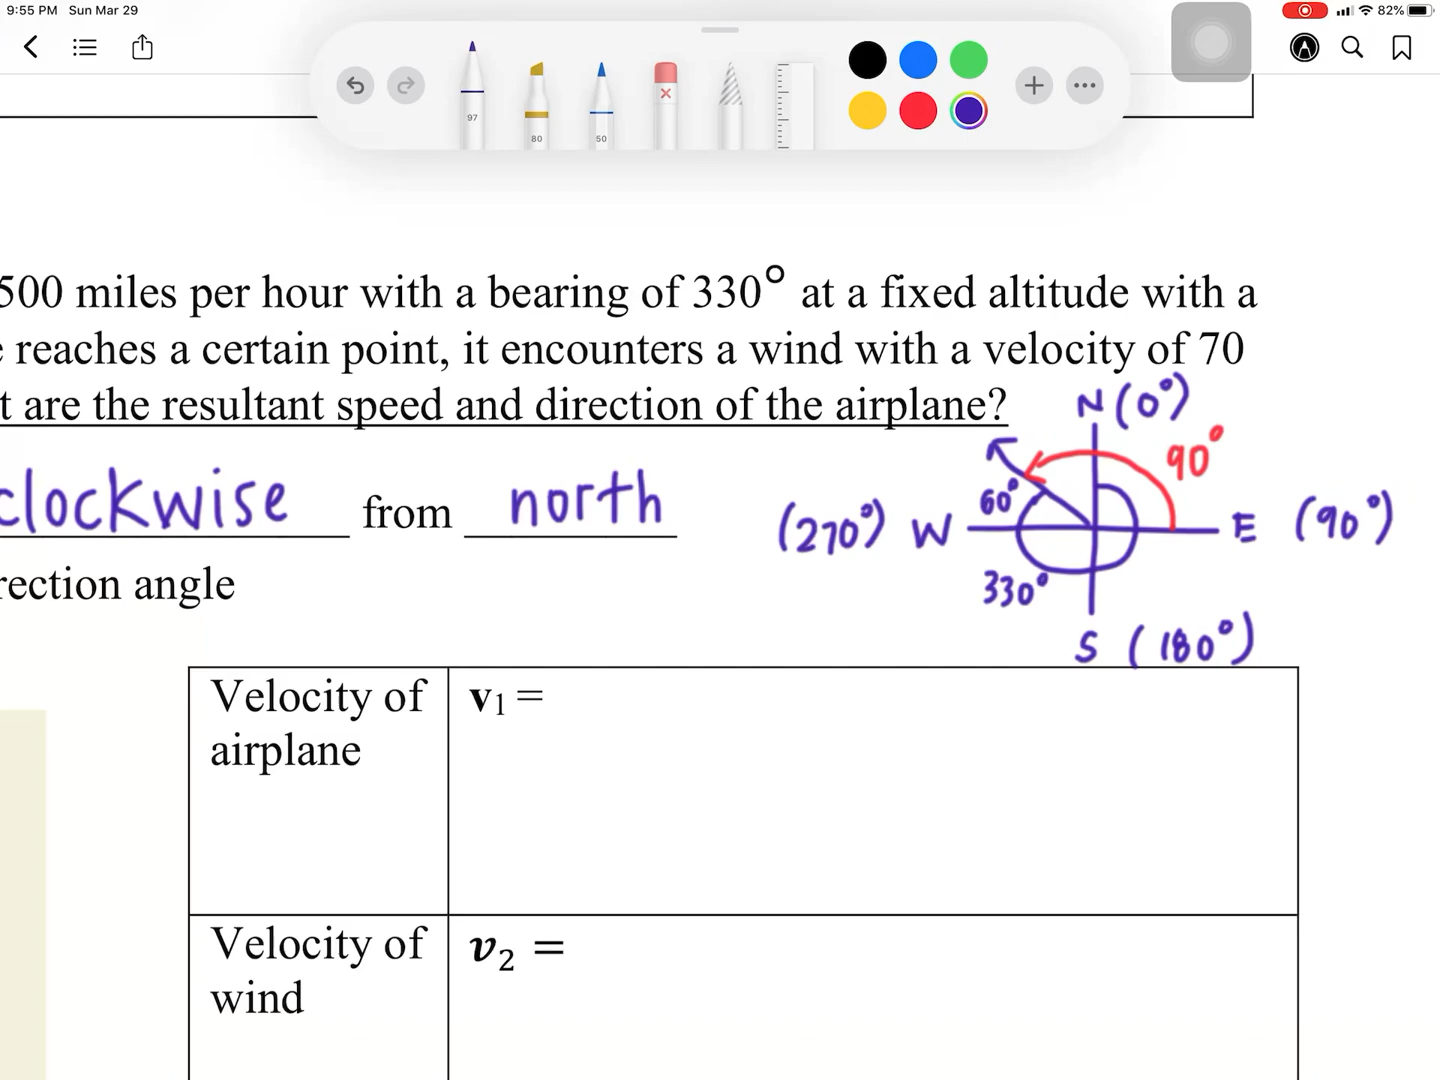 9:55 PM Sun Mar 29
82%
97
80
50
500 miles per hour with a bearing of 330° at a fixed altitude with a
reaches a certain point, it encounters a wind with a velocity of 70
are the resultant speed and direction of the airplane?
N (0°)
90°
60°
clockwise from north
(270°) W
E (90°)
330°
rection angle
S (180°)
Velocity of airplane
v₁ =
Velocity of wind
v₂ =